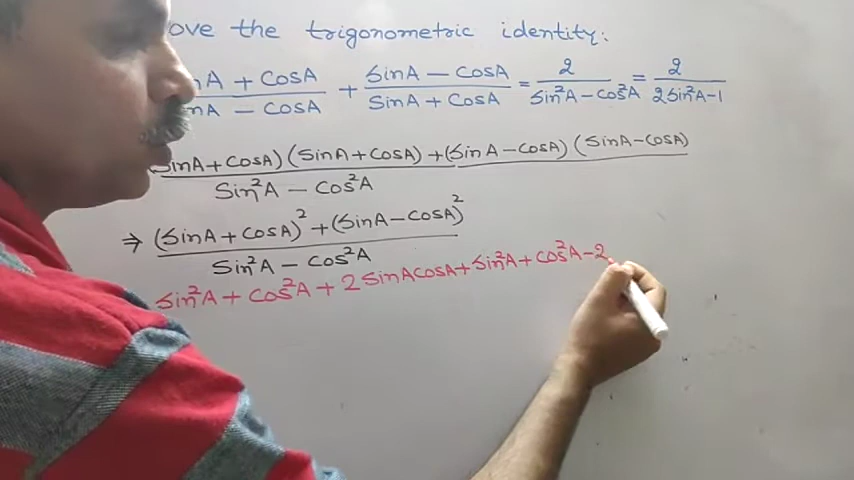 ove the trigonometric identity:
nA + CosA / nA - CosA + SinA - CosA / SinA + CosA = 2 / Sin²A - Cos²A = 2 / 2Sin²A-1
SinA + CosA) (SinA + CosA) + (SinA - CosA) (SinA - CosA)
Sin²A - Cos²A
⇒ (SinA + CosA)² + (SinA - CosA)²
Sin²A - Cos²A
Sin²A + Cos²A + 2 SinACosA + Sin²A + Cos²A - 2